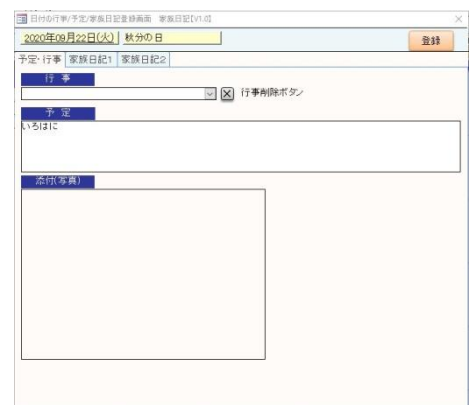 日付の行事/予定/家族日記登録画面 家族日記[V1.0]
2020年09月22日(火) 秋分の日
登録
予定・行事 家族日記1 家族日記2
行 事
行事削除ボタン
予 定
いろはに
添付(写真)